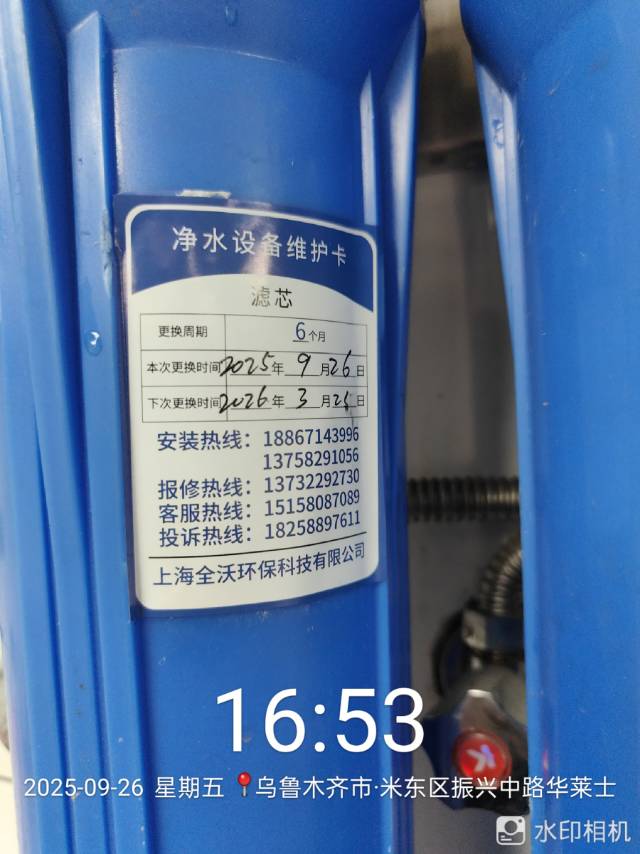 净水设备维护卡
滤芯
更换周期 6个月
本次更换时间 2025年 9月26日
下次更换时间 2026年 3月25日
安装热线：18867143996
13758291056
报修热线：13732292730
客服热线：15158087089
投诉热线：18258897611
上海全沃环保科技有限公司
K
16:53
2025-09-26 星期五 乌鲁木齐市·米东区振兴中路华莱士
水印相机